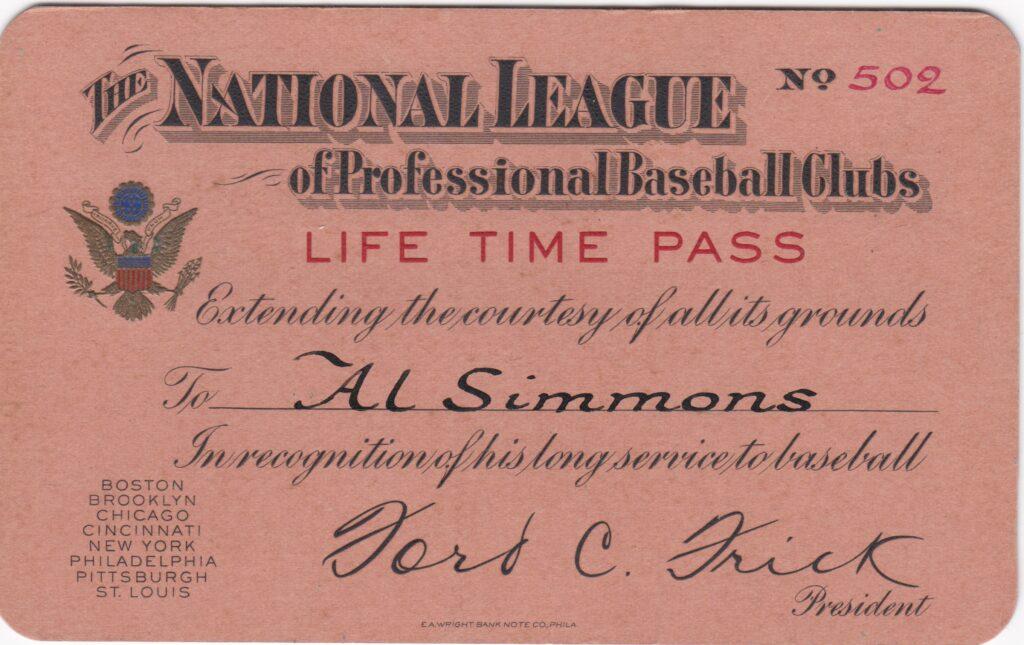 THE NATIONAL LEAGUE
Nº 502
of Professional Baseball Clubs
LIFE TIME PASS
Extending the courtesy of all its grounds
To Al Simmons
In recognition of his long service to baseball
BOSTON
BROOKLYN
CHICAGO
CINCINNATI
NEW YORK
PHILADELPHIA
PITTSBURGH
ST. LOUIS
Ford C. Frick
President
E.A. WRIGHT BANK NOTE CO., PHILA.